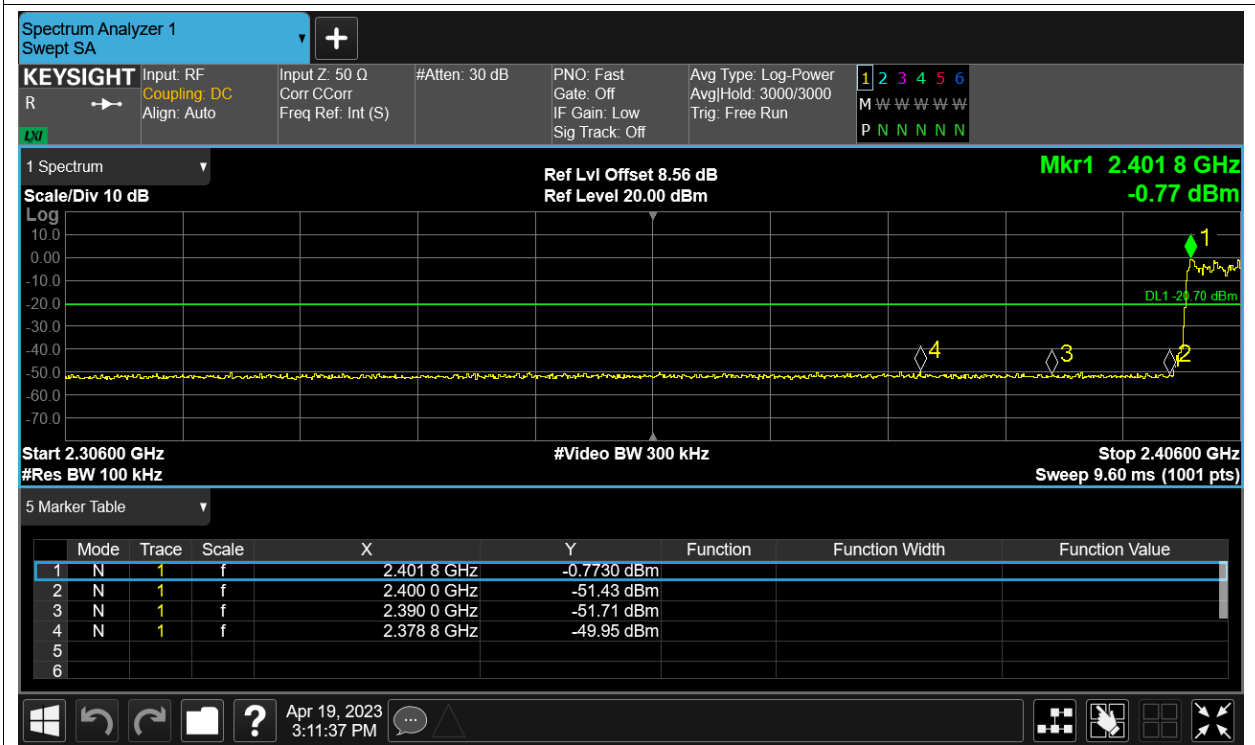 Spectrum Analyzer 1
Swept SA
KEYSIGHT
R
LXI
Input: RF
Coupling: DC
Align: Auto
Input Z: 50 Ω
Corr CCorr
Freq Ref: Int (S)
#Atten: 30 dB
PNO: Fast
Gate: Off
IF Gain: Low
Sig Track: Off
Avg Type: Log-Power
Avg|Hold: 3000/3000
Trig: Free Run
1 2 3 4 5 6
M W W W W W
P N N N N N
1 Spectrum
Scale/Div 10 dB
Ref Lvl Offset 8.56 dB
Ref Level 20.00 dBm
Mkr1 2.401 8 GHz
-0.77 dBm
Log
10.0
0.00
-10.0
-20.0
-30.0
-40.0
-50.0
-60.0
-70.0
1
DL1 -20.70 dBm
4
3
2
Start 2.30600 GHz
#Res BW 100 kHz
#Video BW 300 kHz
Stop 2.40600 GHz
Sweep 9.60 ms (1001 pts)
5 Marker Table
Mode Trace Scale X Y Function Function Width Function Value
1 N 1 f 2.401 8 GHz -0.7730 dBm
2 N 1 f 2.400 0 GHz -51.43 dBm
3 N 1 f 2.390 0 GHz -51.71 dBm
4 N 1 f 2.378 8 GHz -49.95 dBm
5
6
?
Apr 19, 2023
3:11:37 PM